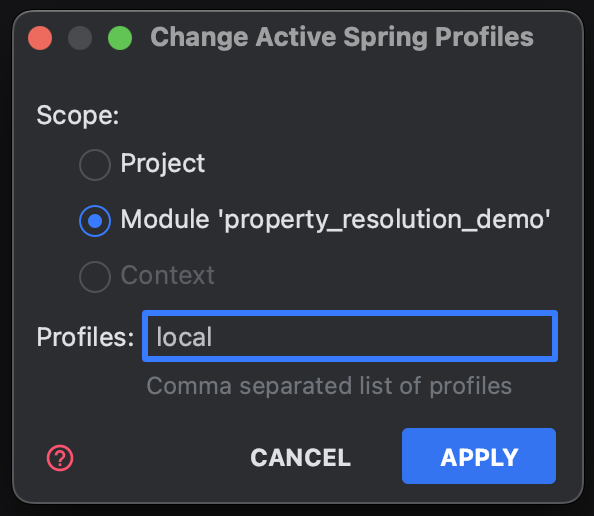 Change Active Spring Profiles
Scope:
Project
Module 'property_resolution_demo'
Context
Profiles: local
Comma separated list of profiles
? CANCEL APPLY